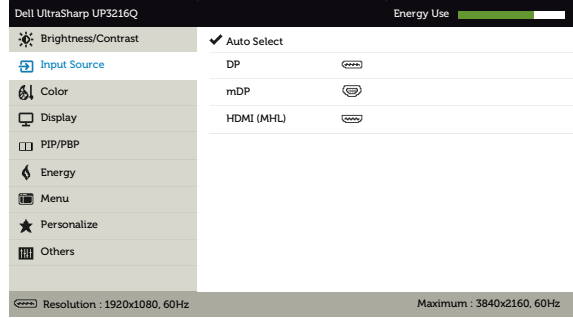 Dell UltraSharp UP3216Q Energy Use
Brightness/Contrast
Auto Select
Input Source
DP
Color
mDP
Display
HDMI (MHL)
PIP/PBP
Energy
Menu
Personalize
Others
Resolution : 1920x1080, 60Hz Maximum : 3840x2160, 60Hz